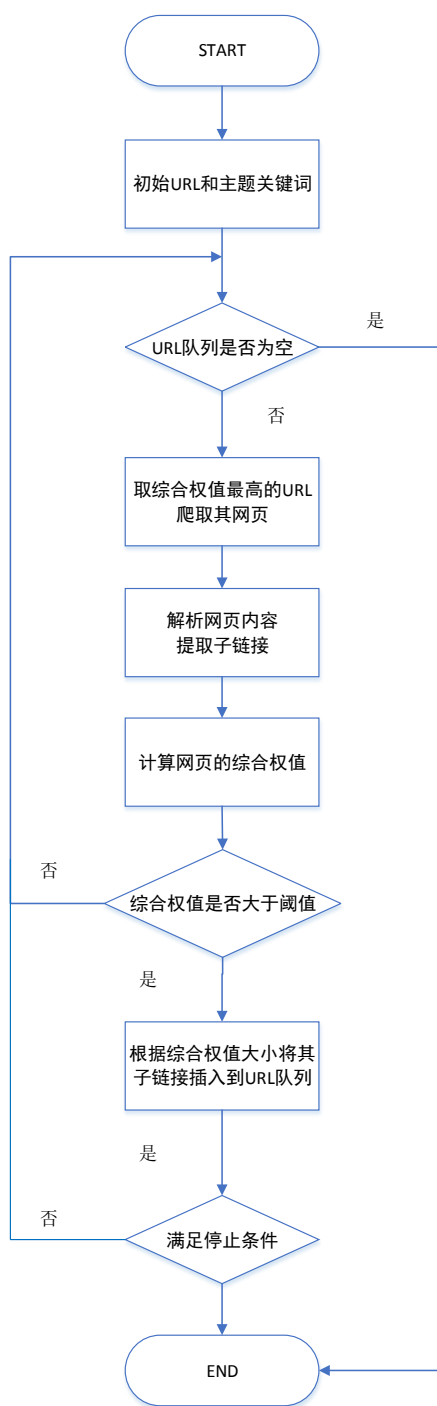 START
初始URL和主题关键词
是
URL队列是否为空
否
取综合权值最高的URL
爬取其网页
解析网页内容
提取子链接
计算网页的综合权值
否
综合权值是否大于阈值
是
根据综合权值大小将其
子链接插入到URL队列
是
否
满足停止条件
END